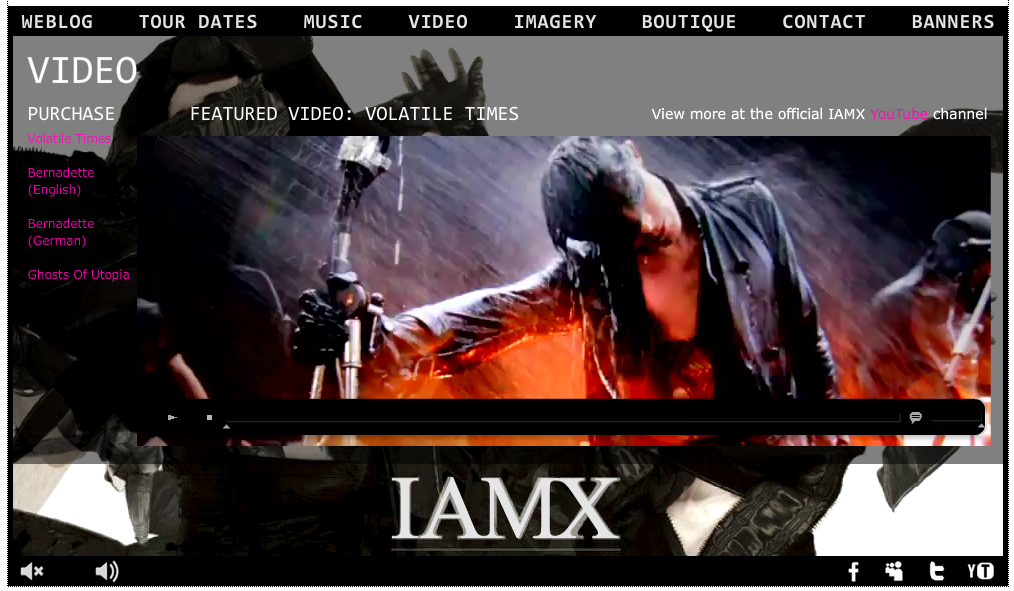 WEBLOG TOUR DATES MUSIC VIDEO IMAGERY BOUTIQUE CONTACT BANNERS
VIDEO
PURCHASE
FEATURED VIDEO: VOLATILE TIMES
View more at the official IAMX YouTube channel
Volatile Times
Bernadette
(English)
Bernadette
(German)
Ghosts Of Utopia
IAMX